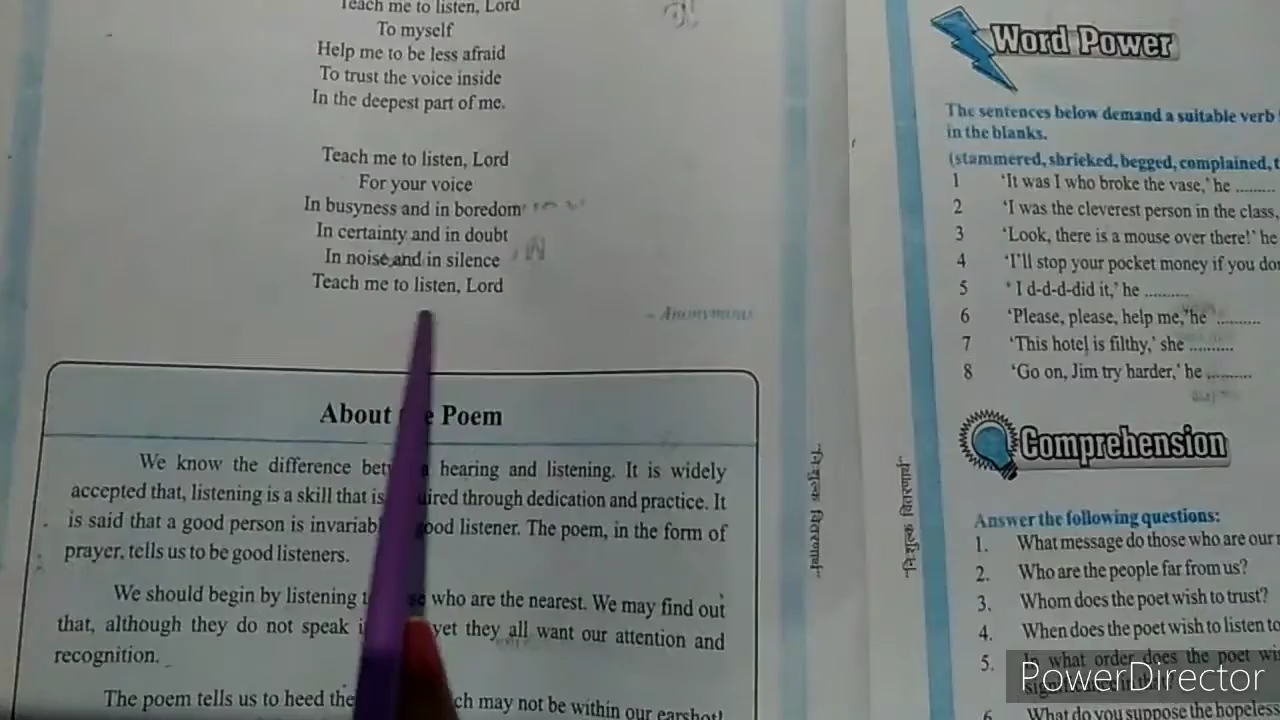 Teach me to listen, Lord
To myself
Help me to be less afraid
To trust the voice inside
In the deepest part of me.
Teach me to listen, Lord
For your voice
In busyness and in boredom
In certainty and in doubt
In noise and in silence
Teach me to listen, Lord
- Anonymous
About Poem
We know the difference hearing and listening. It is widely
accepted that, listening is a skill that is through dedication and practice. It
is said that a good person is listener. The poem, in the form of
prayer, tells us to be good listeners.
We should begin by listening who are the nearest. We may find out
that, although they do not speak yet they all want our attention and
recognition.
The poem tells us to heed the may not be within our earshot!
निःशुल्क वितरणार्थ
Word Power
The sentences below demand a suitable verb
in the blanks.
(stammered, shrieked, begged, complained,
1 'It was I who broke the vase,' he .........
2 'I was the cleverest person in the class,
3 'Look, there is a mouse over there!' he
4 'I'll stop your pocket money if you
5 ' I d-d-d-did it,' he ..........
6 'Please, please, help me,' he ..........
7 'This hotel is filthy,' she ..........
8 'Go on, Jim try harder,' he ..........
Comprehension
Answer the following questions:
1. What message do those who are our
2. Who are the people far from us?
3. Whom does the poet wish to trust?
4. When does the poet wish to listen to
5. In what order does the poet
6 What do you suppose the hopeless
निःशुल्क वितरणार्थ
PowerDirector